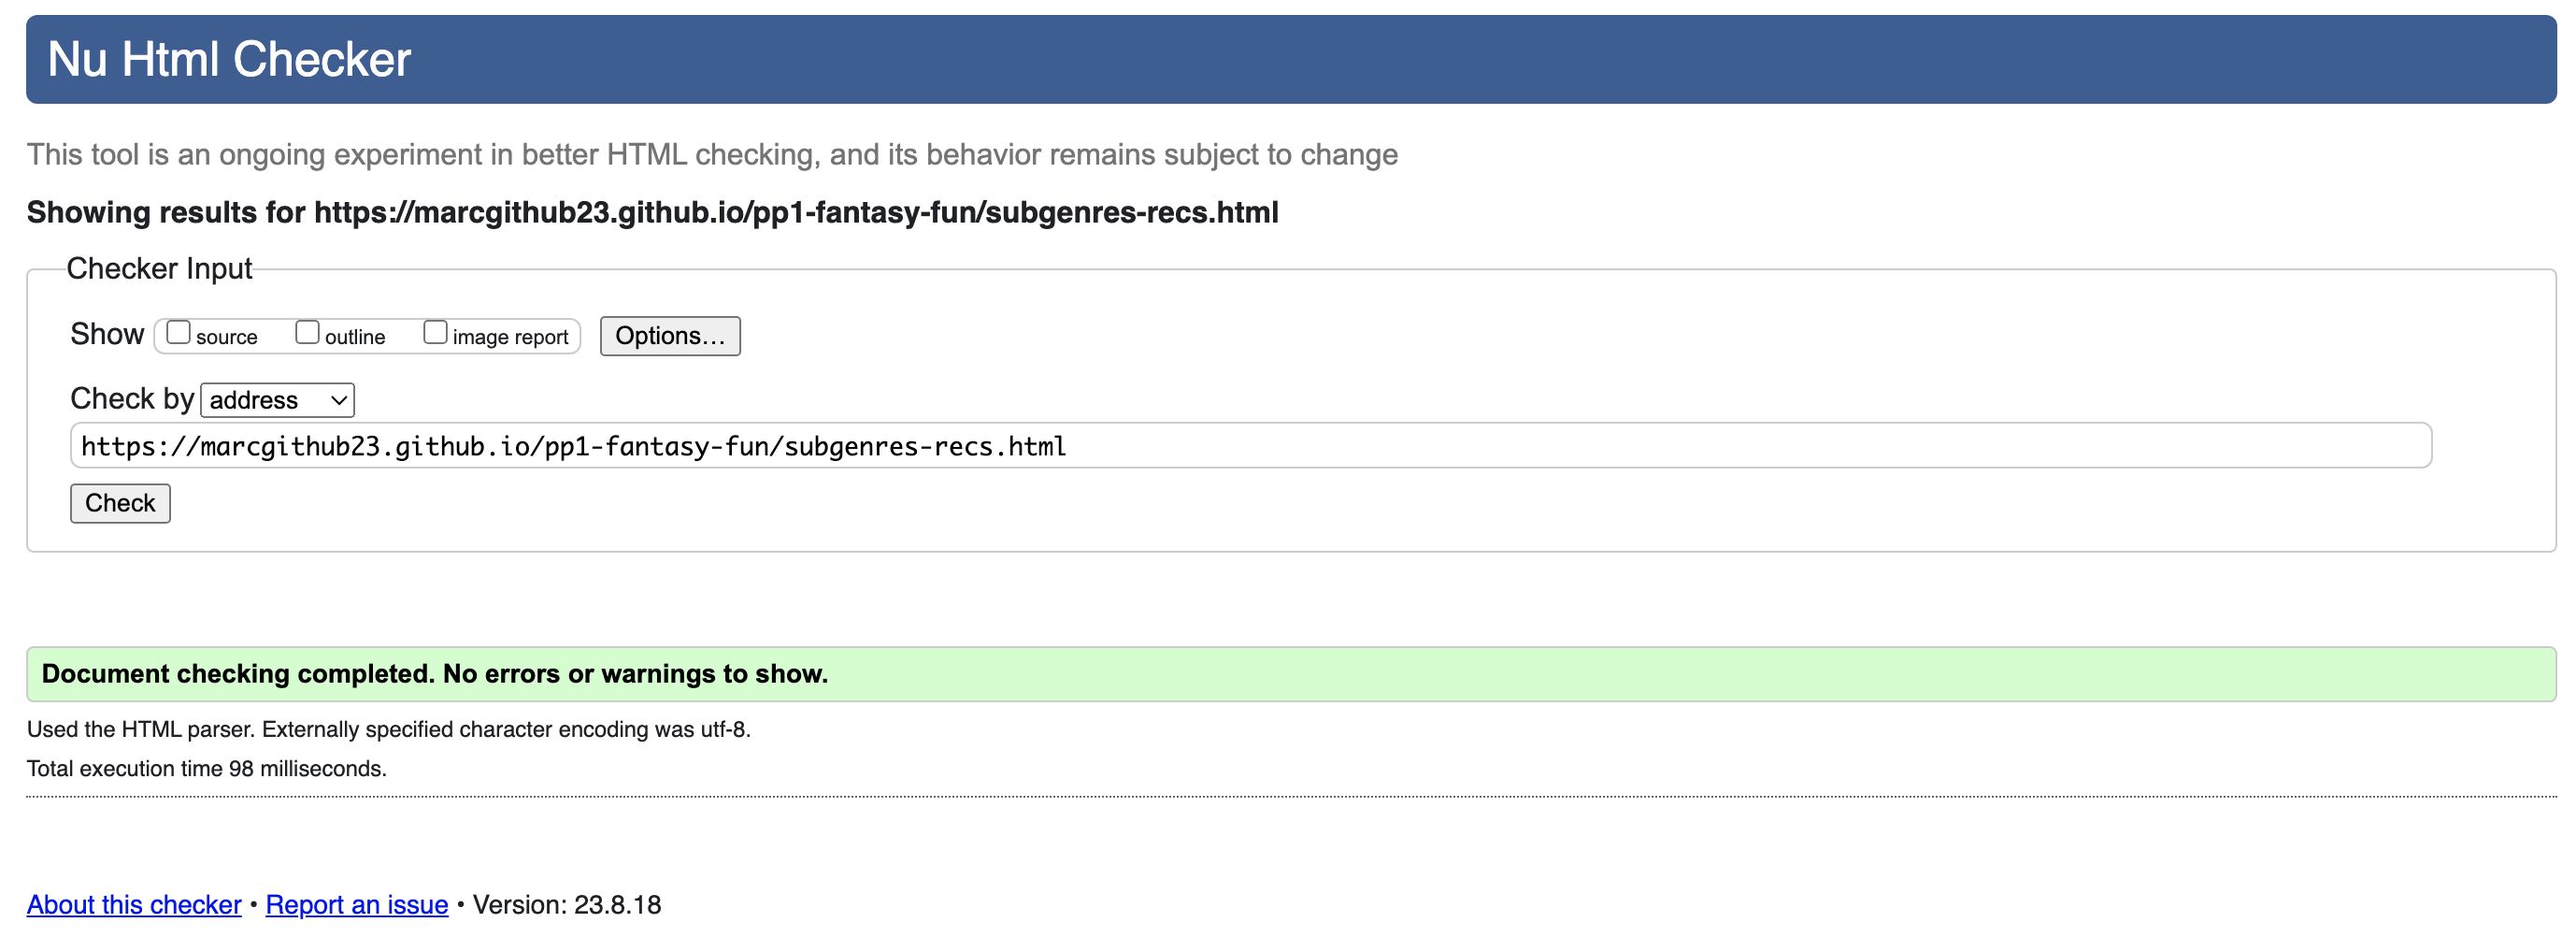 Nu Html Checker
This tool is an ongoing experiment in better HTML checking, and its behavior remains subject to change
Showing results for https://marcgithub23.github.io/pp1-fantasy-fun/subgenres-recs.html
Checker Input
Show source outline image report Options...
Check by address
https://marcgithub23.github.io/pp1-fantasy-fun/subgenres-recs.html
Check
Document checking completed. No errors or warnings to show.
Used the HTML parser. Externally specified character encoding was utf-8.
Total execution time 98 milliseconds.
About this checker • Report an issue • Version: 23.8.18